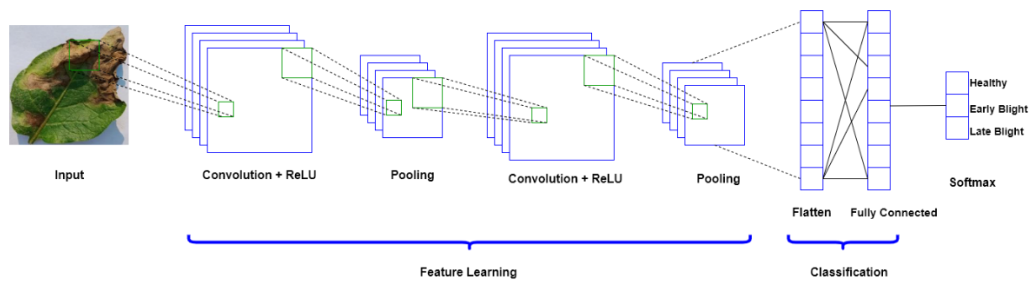 Healthy
Early Blight
Late Blight
Input
Convolution + ReLU
Pooling
Convolution + ReLU
Pooling
Softmax
Flatten
Fully Connected
Feature Learning
Classification